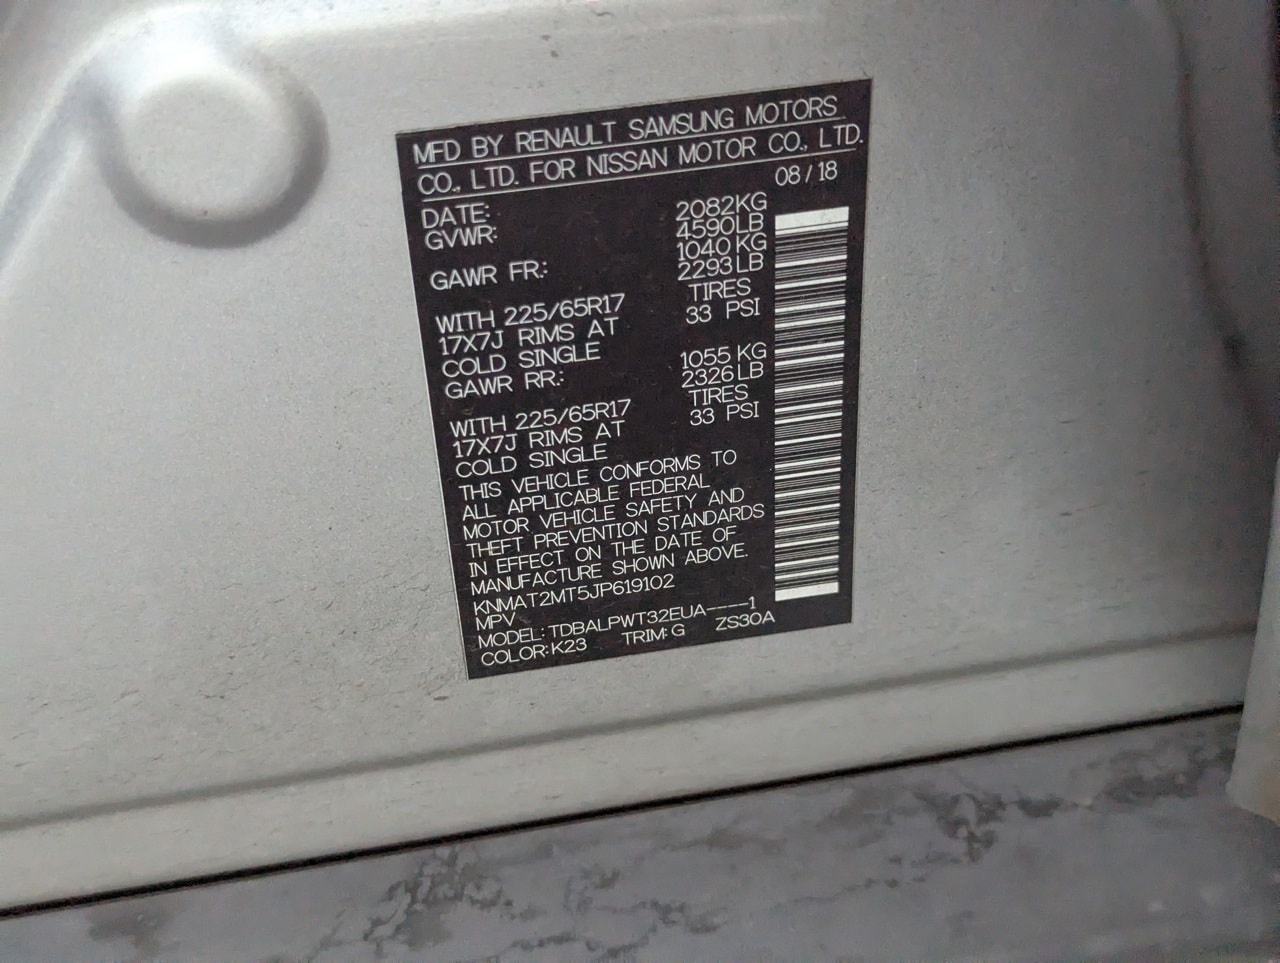 MFD BY RENAULT SAMSUNG MOTORS
CO., LTD. FOR NISSAN MOTOR CO., LTD.
DATE: 08/18
GVWR: 2082KG
4590LB
GAWR FR.: 1040KG
2293LB
WITH 225/65R17 TIRES
17X7J RIMS AT 33 PSI
COLD SINGLE
GAWR RR.: 1055KG
2326LB
WITH 225/65R17 TIRES
17X7J RIMS AT 33 PSI
COLD SINGLE
THIS VEHICLE CONFORMS TO
ALL APPLICABLE FEDERAL
MOTOR VEHICLE SAFETY AND
THEFT PREVENTION STANDARDS
IN EFFECT ON THE DATE OF
MANUFACTURE SHOWN ABOVE.
KNMAT2MT5JP619102
MPV
MODEL: TDBALPWT32EUA----1
COLOR: K23 TRIM: G ZS30A